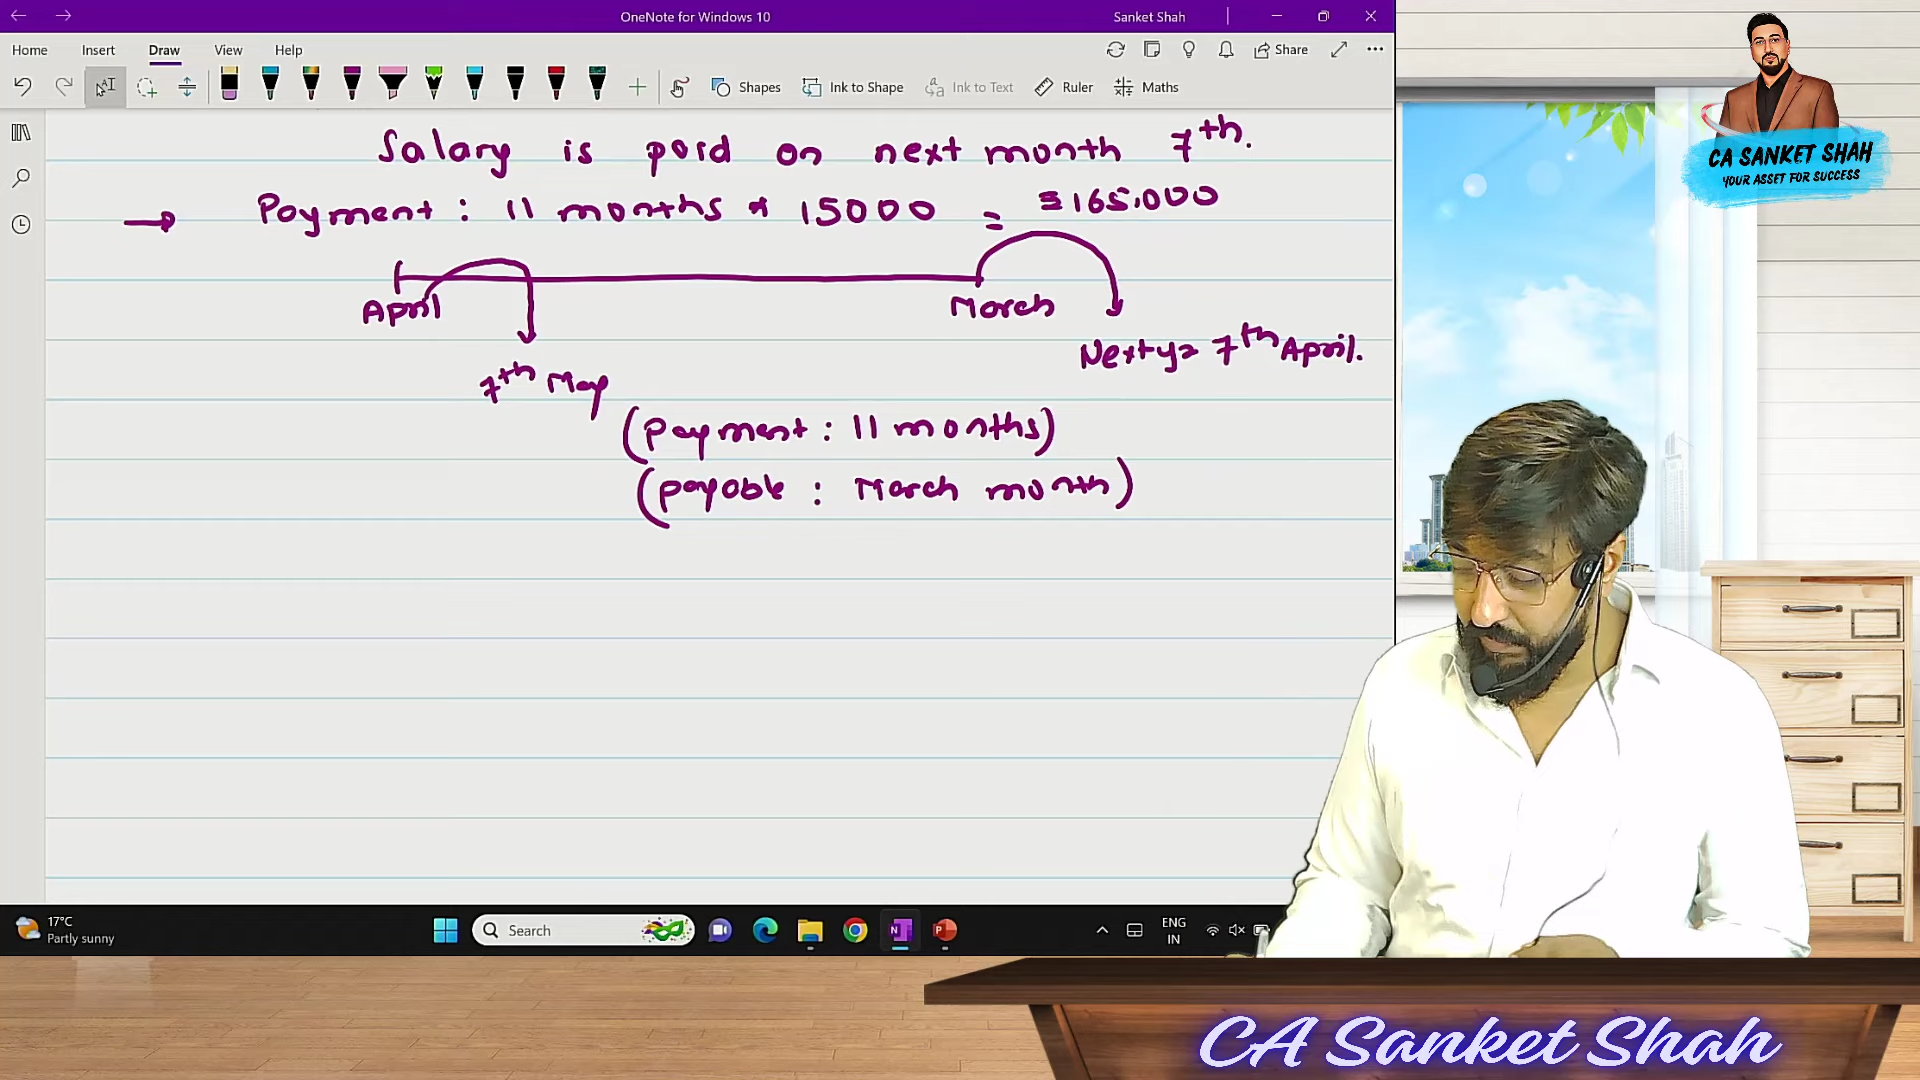 OneNote for Windows 10
Sanket Shah
Home Insert Draw View Help
Share
Shapes Ink to Shape Ink to Text Ruler Maths
Salary is paid on next month 7th.
→ Payment : 11 months * 15000 = = 165,000
April March
7th May
Next yr 7th April.
(Payment : 11 months)
(payable : March month)
CA SANKET SHAH
YOUR ASSET FOR SUCCESS
17°C
Partly sunny
Search
ENG
IN
CA Sanket Shah